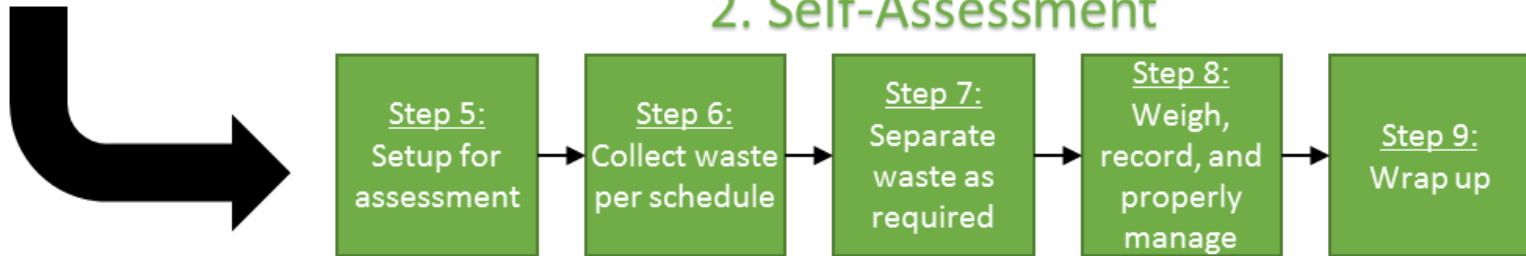 2. Self-Assessment
Step 5:
Setup for
assessment
Step 6:
Collect waste
per schedule
Step 7:
Separate
waste as
required
Step 8:
Weigh,
record, and
properly
manage
Step 9:
Wrap up